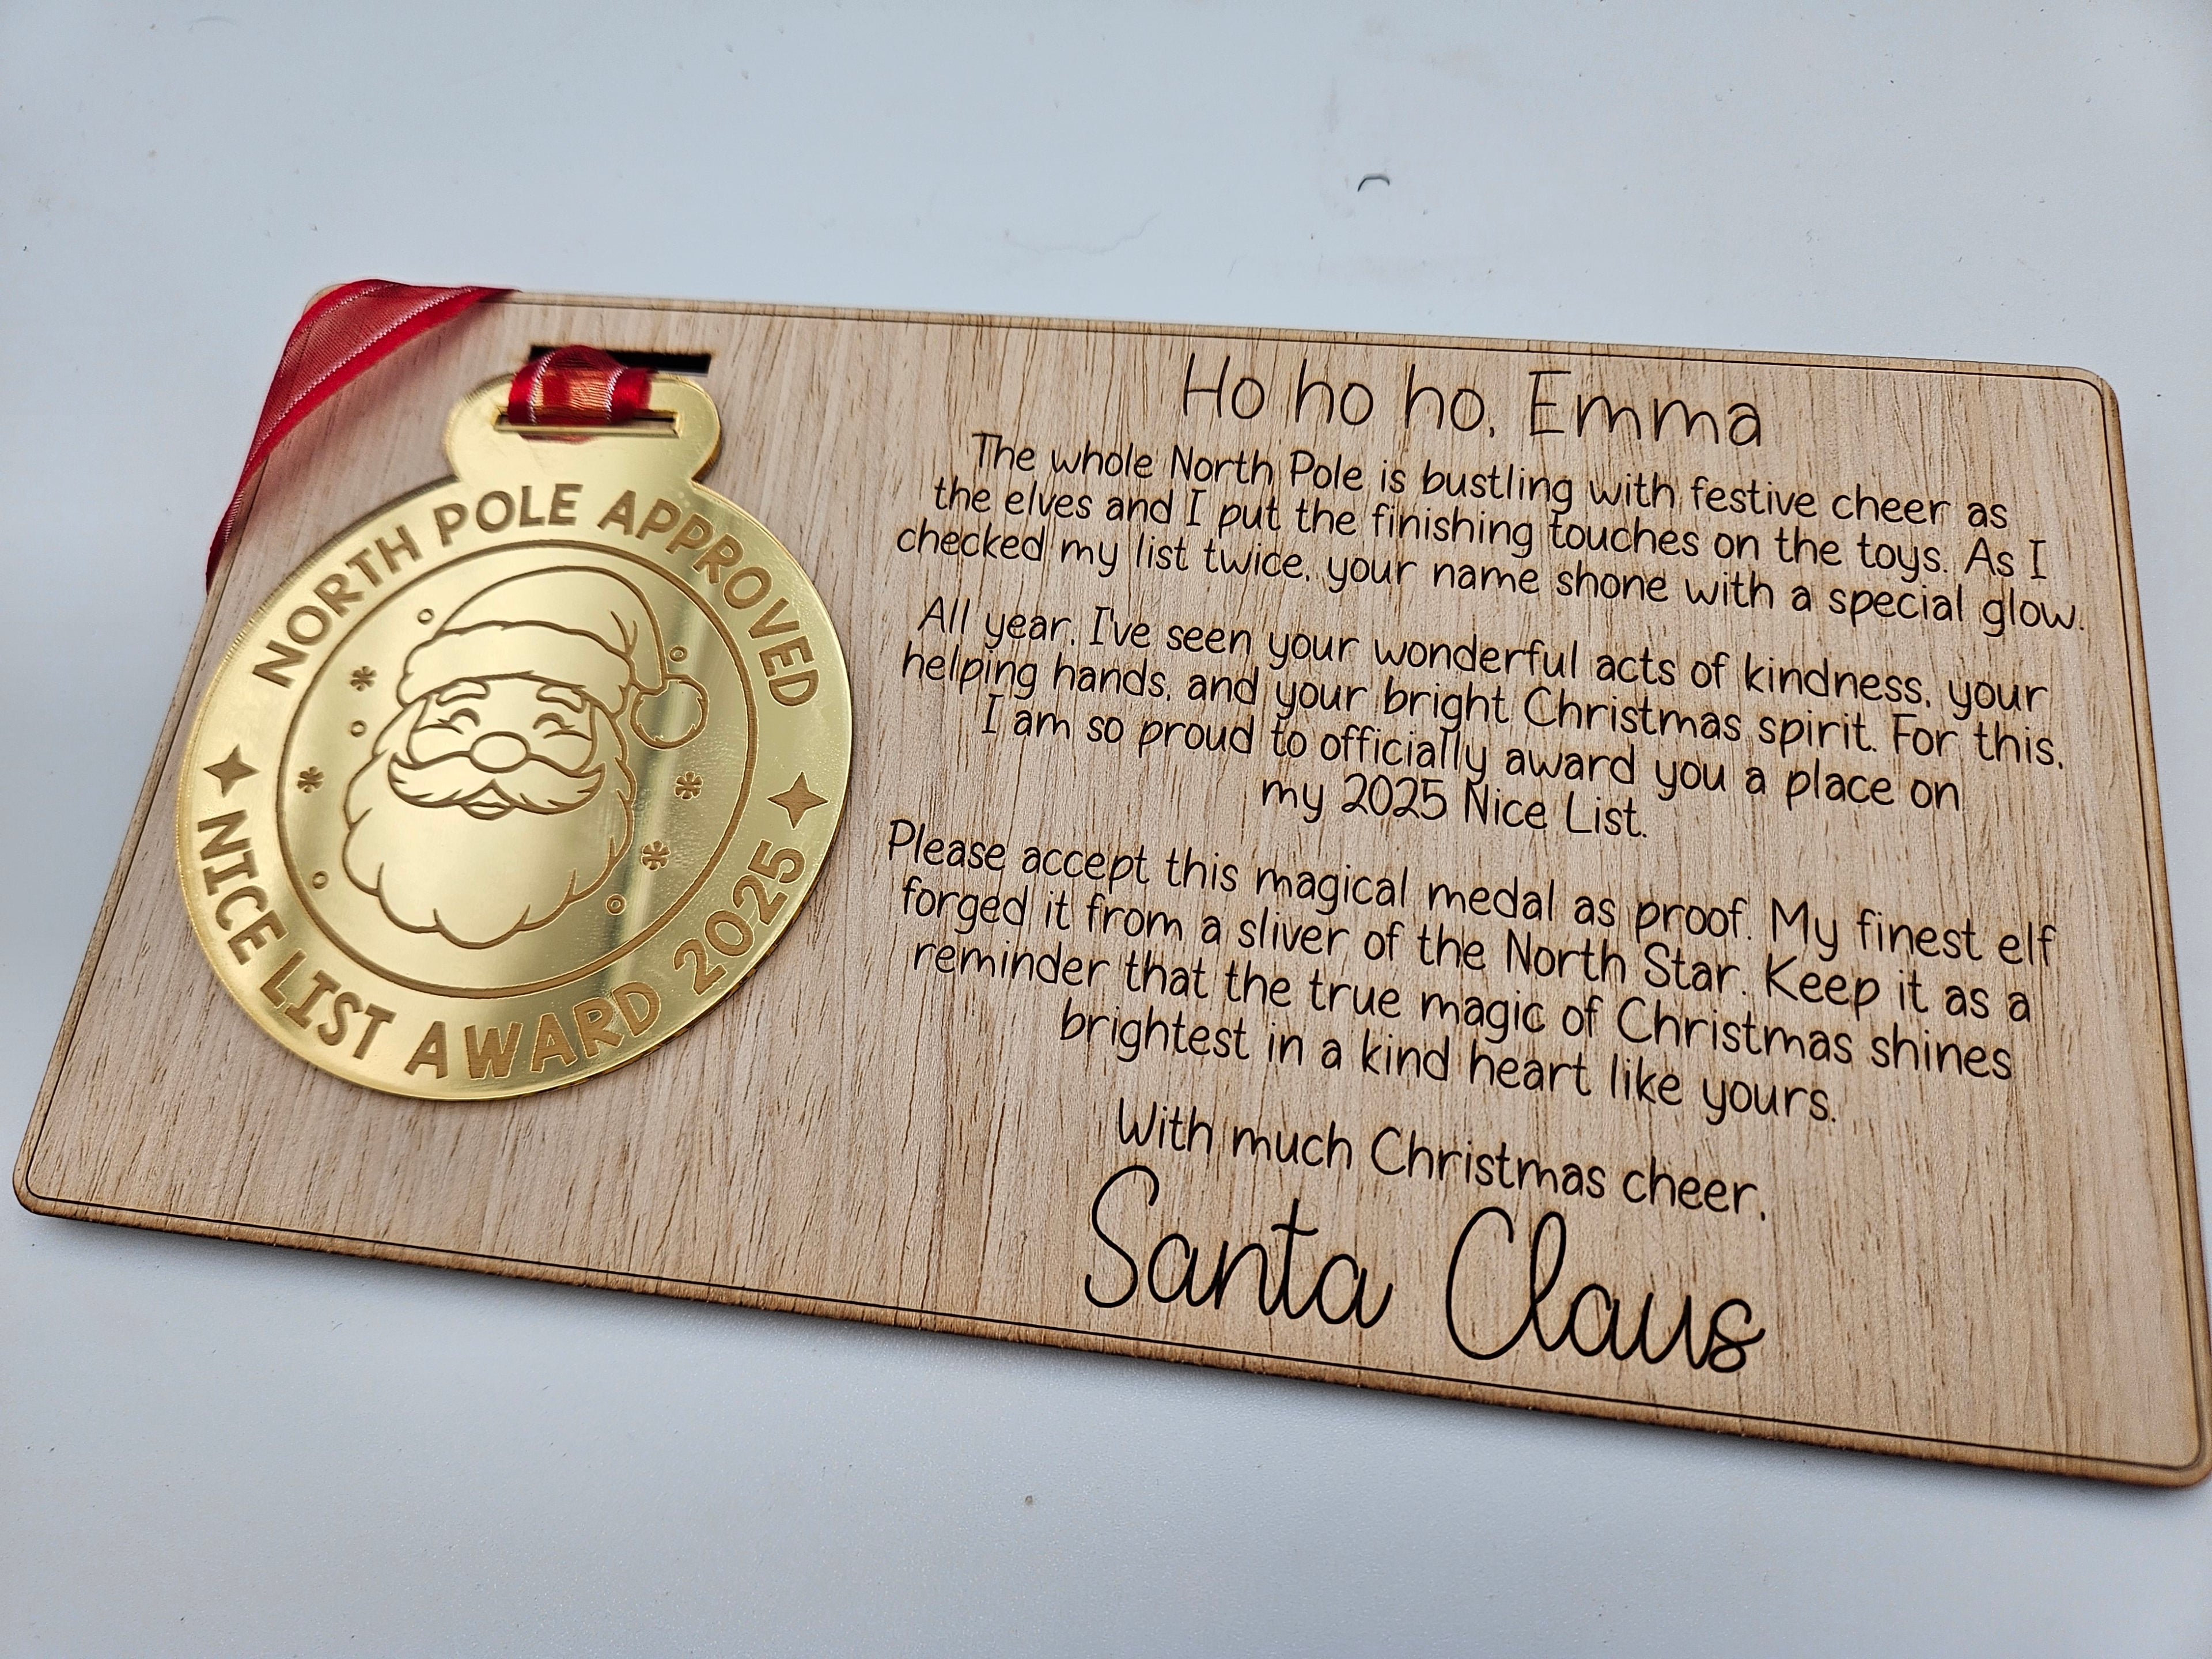 NORTH POLE APPROVED
NICE LIST AWARD 2025
Ho ho ho, Emma
The whole North Pole is bustling with festive cheer as
the elves and I put the finishing touches on the toys. As I
checked my list twice, your name shone with a special glow.
All year, I've seen your wonderful acts of kindness, your
helping hands, and your bright Christmas spirit. For this,
I am so proud to officially award you a place on
my 2025 Nice List.
Please accept this magical medal as proof. My finest elf
forged it from a sliver of the North Star. Keep it as a
reminder that the true magic of Christmas shines
brightest in a kind heart like yours.
With much Christmas cheer,
Santa Claus